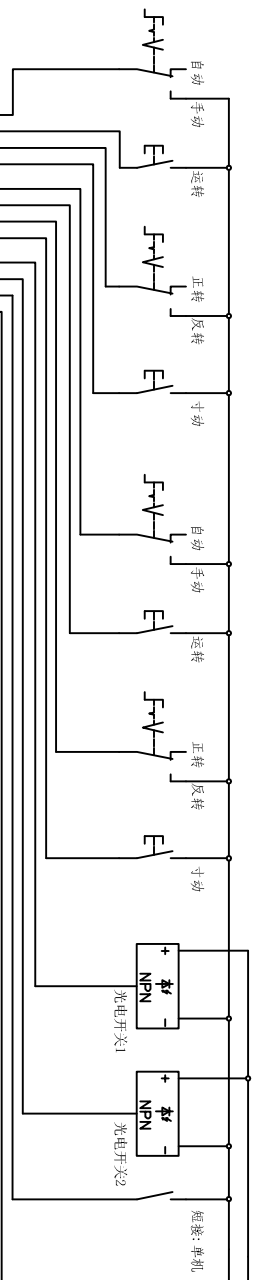 自动
手动
运转
正转
反转
寸动
自动
手动
运转
正转
反转
寸动
+ −
NPN
光电开关1
+ −
NPN
光电开关2
短接：单机